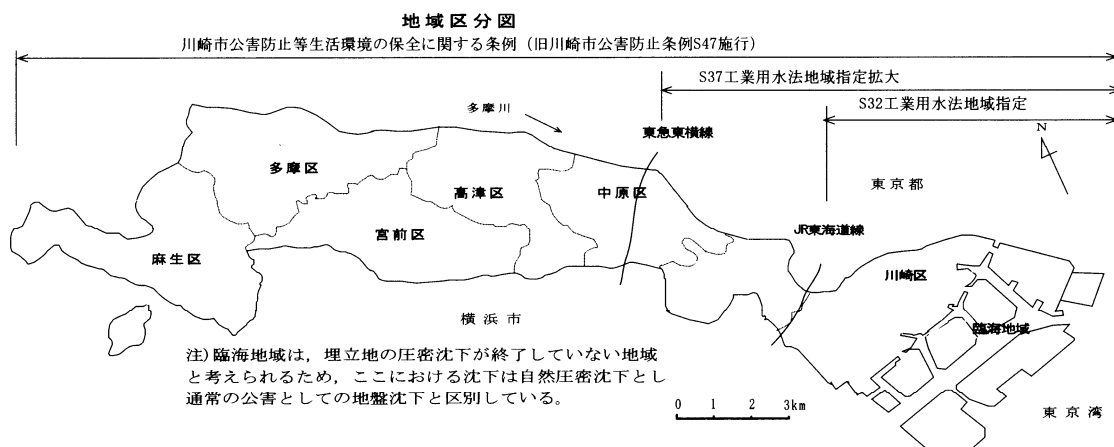 地域区分図
川崎市公害防止等生活環境の保全に関する条例（旧川崎市公害防止条例S47施行）
S37工業用水法地域指定拡大
S32工業用水法地域指定
多摩川
東急東横線
N
多摩区
高津区
中原区
東京都
宮前区
JR東海道線
麻生区
川崎区
横浜市
臨海地域
注）臨海地域は，埋立地の圧密沈下が終了していない地域
と考えられるため，ここにおける沈下は自然圧密沈下とし
通常の公害としての地盤沈下と区別している。
0 1 2 3km
東京湾